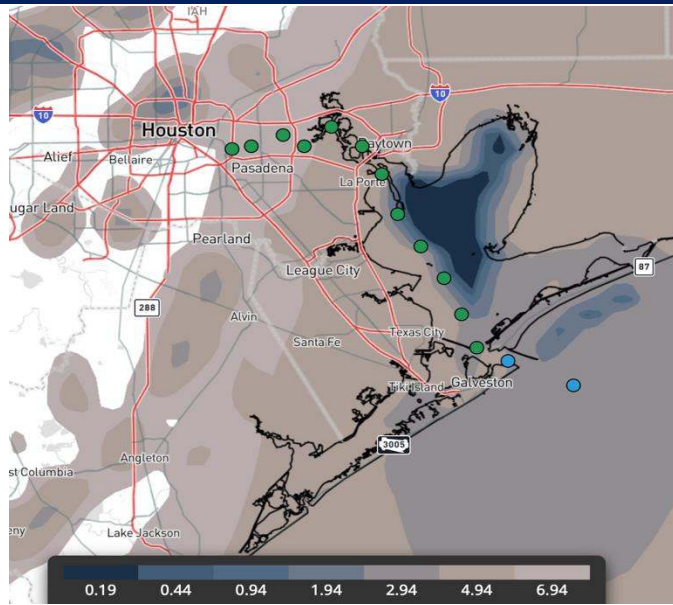 IAH
10
10
Houston
Alief
Bellaire
Pasadena
aytown
La Porte
ugar Land
Pearland
87
League City
288
Alvin
Texas City
Santa Fe
Tiki Island
Galveston
3005
Angleton
st Columbia
eny
Lake Jackson
0.19 0.44 0.94 1.94 2.94 4.94 6.94